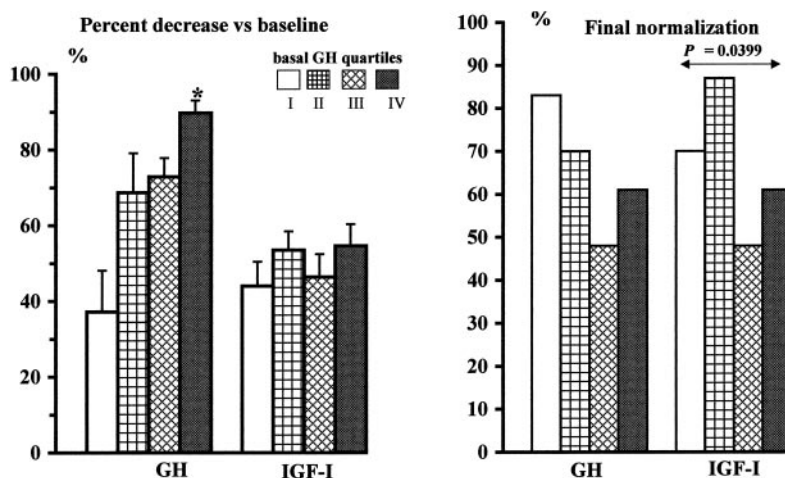 Percent decrease vs baseline
%
basal GH quartiles
I II III IV
*
100
80
60
40
20
0
GH IGF-I
% Final normalization
P = 0.0399
100
90
80
70
60
50
40
30
20
10
0
GH IGF-I